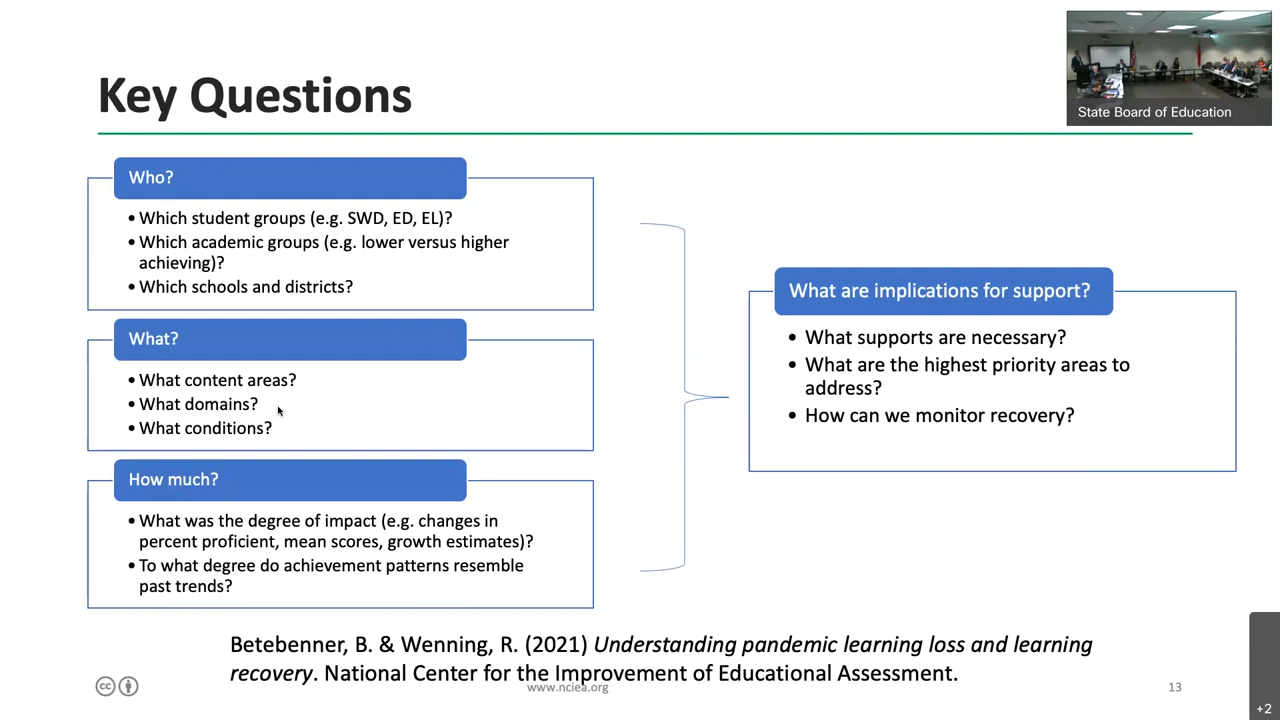 Key Questions
State Board of Education
Who?
• Which student groups (e.g. SWD, ED, EL)?
• Which academic groups (e.g. lower versus higher
achieving)?
• Which schools and districts?
What?
• What content areas?
• What domains?
• What conditions?
How much?
• What was the degree of impact (e.g. changes in
percent proficient, mean scores, growth estimates)?
• To what degree do achievement patterns resemble
past trends?
What are implications for support?
• What supports are necessary?
• What are the highest priority areas to
address?
• How can we monitor recovery?
Betebenner, B. & Wenning, R. (2021) Understanding pandemic learning loss and learning
recovery. National Center for the Improvement of Educational Assessment.
cc
www.nciea.org
13
+2